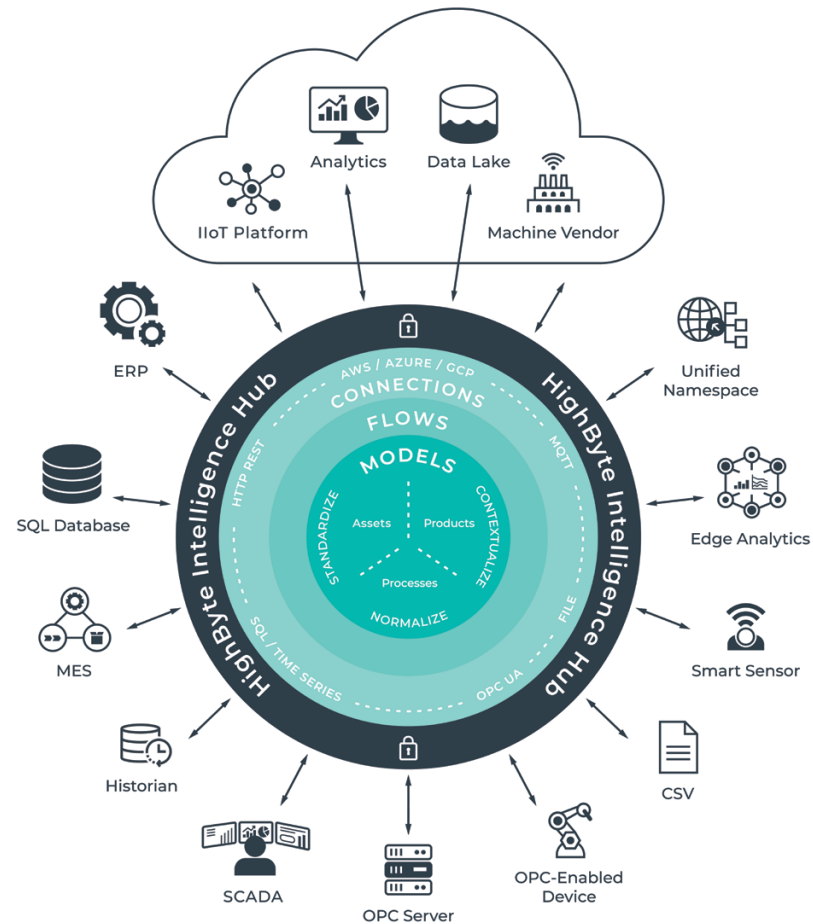 Analytics
Data Lake
IIoT Platform
Machine Vendor
ERP
Unified
Namespace
SQL Database
Edge Analytics
MES
Smart Sensor
Historian
CSV
SCADA
OPC Server
OPC-Enabled
Device
HighByte Intelligence Hub
HighByte Intelligence Hub
AWS / AZURE / GCP
CONNECTIONS
HTTP REST
MQTT
SQL / TIME SERIES
OPC UA
FILE
FLOWS
MODELS
STANDARDIZE
CONTEXTUALIZE
NORMALIZE
Assets
Products
Processes